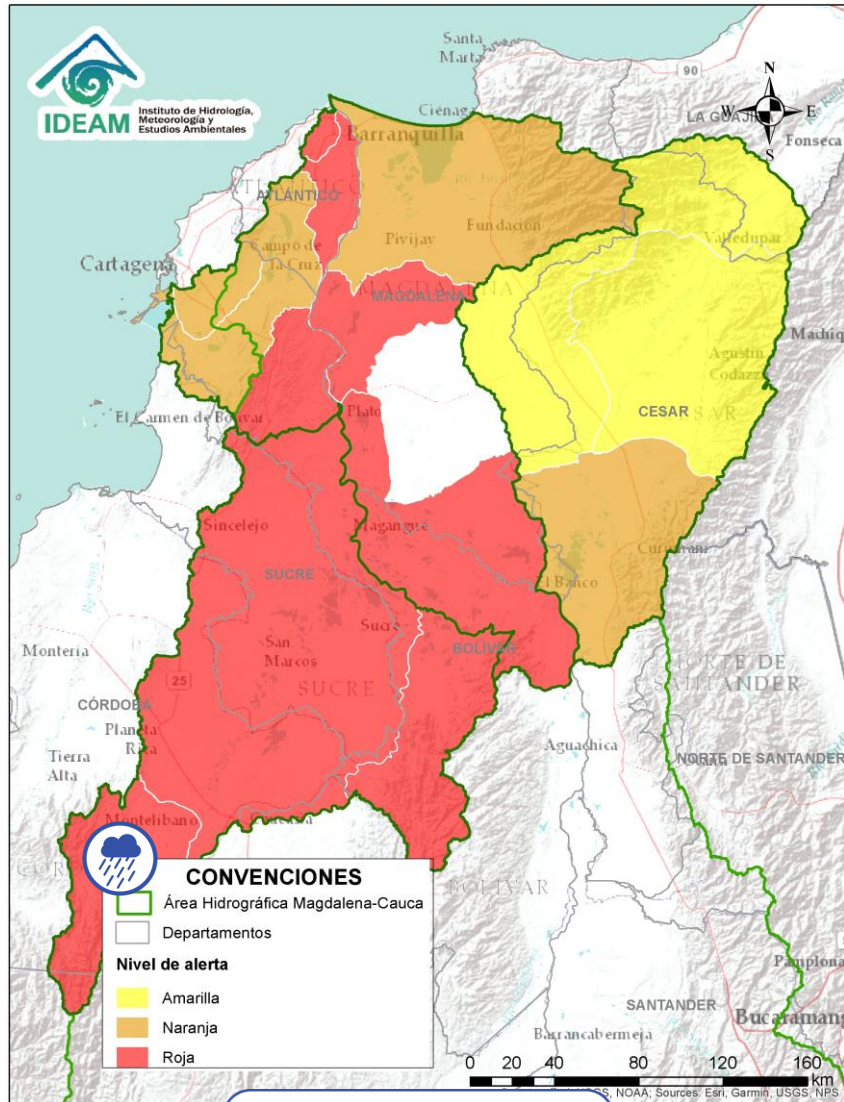 IDEAM
Instituto de Hidrología,
Meteorología y
Estudios Ambientales
Santa
Marta
90
N
W
E
S
LA GUAJIRA
Ciénaga
Fonseca
Barranquilla
ATLÁNTICO
Fundación
Pivijay
Valledupar
Campo de
la Cruz
Cartagena
MAGDALENA
Agustín
Codazzi
CESAR
El Carmen de Bolívar
Plato
Sincelejo
Magangué
SUCRE
El Banco
Sucre
Montería
San
Marcos
BOLÍVAR
SUCRE
25
NORTE DE
SANTANDER
CÓRDOBA
Planeta
Rica
Aguachica
Tierra
Alta
NORTE DE SANTANDER
Montelíbano
BOLÍVAR
CONVENCIONES
Área Hidrográfica Magdalena-Cauca
Departamentos
Nivel de alerta
Amarilla
Naranja
Roja
Pamplona
SANTANDER
Barrancabermeja
0 20 40 80 120 160
km
NOAA; Sources: Esri, Garmin, USGS, NPS